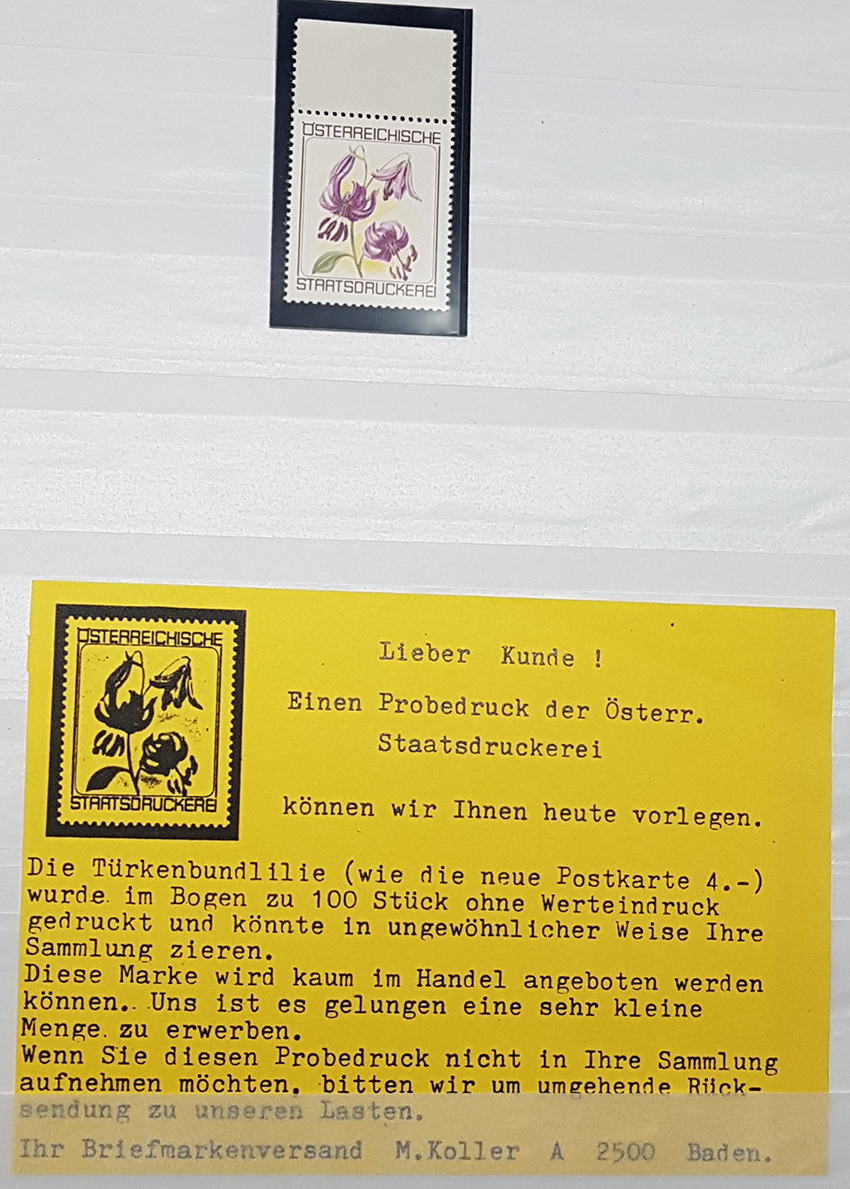 ÖSTERREICHISCHE
STAATSDRUCKEREI
ÖSTERREICHISCHE
STAATSDRUCKEREI
Lieber Kunde !
Einen Probedruck der Österr.
Staatsdruckerei
können wir Ihnen heute vorlegen.
Die Türkenbundlilie (wie die neue Postkarte 4.-)
wurde im Bogen zu 100 Stück ohne Werteindruck
gedruckt und könnte in ungewöhnlicher Weise Ihre
Sammlung zieren.
Diese Marke wird kaum im Handel angeboten werden
können. Uns ist es gelungen eine sehr kleine
Menge zu erwerben.
Wenn Sie diesen Probedruck nicht in Ihre Sammlung
aufnehmen möchten, bitten wir um umgehende Rück-
sendung zu unseren Lasten.
Ihr Briefmarkenversand M.Koller A 2500 Baden.